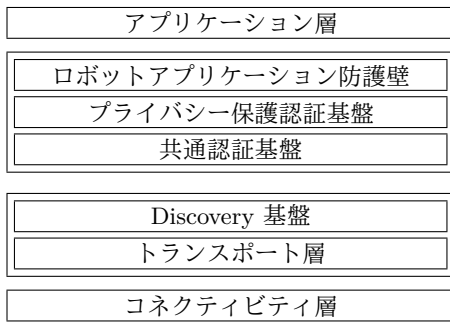 アプリケーション層
ロボットアプリケーション防護壁
プライバシー保護認証基盤
共通認証基盤
Discovery 基盤
トランスポート層
コネクティビティ層